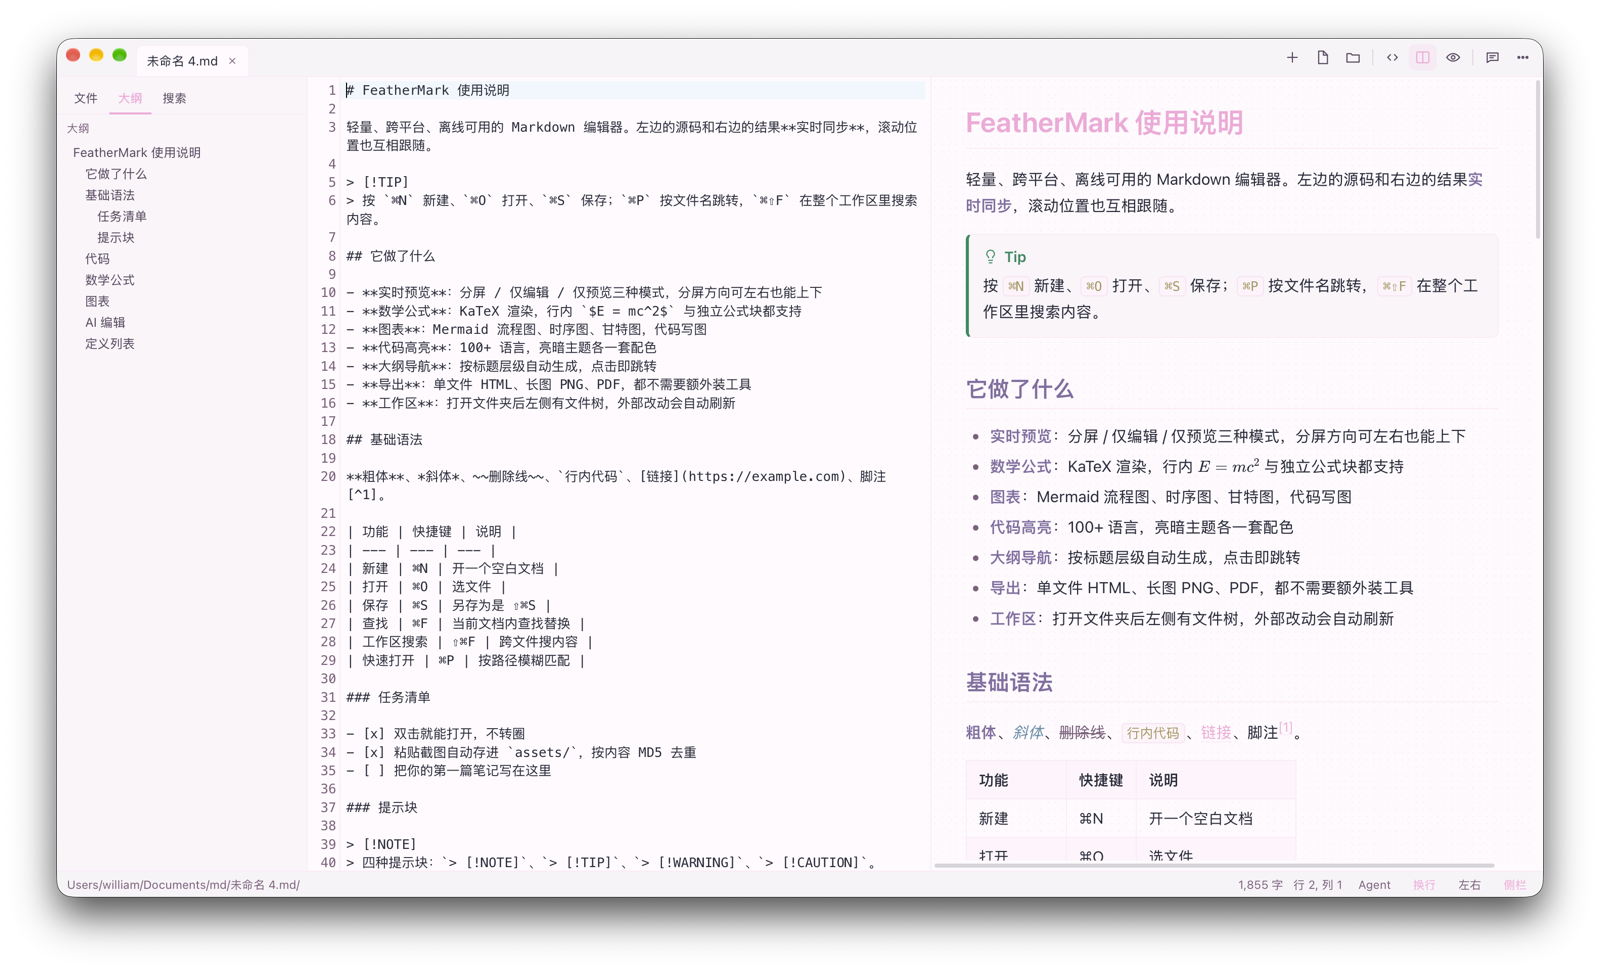 未命名 4.md ×
文件 大纲 搜索
大纲
FeatherMark 使用说明
它做了什么
基础语法
任务清单
提示块
代码
数学公式
图表
AI 编辑
定义列表
1 # FeatherMark 使用说明
2
3 轻量、跨平台、离线可用的 Markdown 编辑器。左边的源码和右边的结果**实时同步**，滚动位
置也互相跟随。
4
5 > [!TIP]
6 > 按 `⌘N` 新建、`⌘O` 打开、`⌘S` 保存；`⌘P` 按文件名跳转，`⌘⇧F` 在整个工作区里搜索
内容。
7
8 ## 它做了什么
9
10 - **实时预览**：分屏 / 仅编辑 / 仅预览三种模式，分屏方向可左右也能上下
11 - **数学公式**：KaTeX 渲染，行内 `$E = mc^2$` 与独立公式块都支持
12 - **图表**：Mermaid 流程图、时序图、甘特图，代码写图
13 - **代码高亮**：100+ 语言，亮暗主题各一套配色
14 - **大纲导航**：按标题层级自动生成，点击即跳转
15 - **导出**：单文件 HTML、长图 PNG、PDF，都不需要额外装工具
16 - **工作区**：打开文件夹后左侧有文件树，外部改动会自动刷新
17
18 ## 基础语法
19
20 **粗体**、*斜体*、~~删除线~~、`行内代码`、[链接](https://example.com)、脚注
[^1]。
21
22 | 功能 | 快捷键 | 说明 |
23 | --- | --- | --- |
24 | 新建 | ⌘N | 开一个空白文档 |
25 | 打开 | ⌘O | 选文件 |
26 | 保存 | ⌘S | 另存为是 ⇧⌘S |
27 | 查找 | ⌘F | 当前文档内查找替换 |
28 | 工作区搜索 | ⇧⌘F | 跨文件搜内容 |
29 | 快速打开 | ⌘P | 按路径模糊匹配 |
30
31 ### 任务清单
32
33 - [x] 双击就能打开，不转圈
34 - [x] 粘贴截图自动存进 `assets/`，按内容 MD5 去重
35 - [ ] 把你的第一篇笔记写在这里
36
37 ### 提示块
38
39 > [!NOTE]
40 > 四种提示块：`> [!NOTE]`、`> [!TIP]`、`> [!WARNING]`、`> [!CAUTION]`。
FeatherMark 使用说明
轻量、跨平台、离线可用的 Markdown 编辑器。左边的源码和右边的结果实
时同步，滚动位置也互相跟随。
Tip
按 ⌘N 新建、⌘O 打开、⌘S 保存；⌘P 按文件名跳转，⌘⇧F 在整个工
作区里搜索内容。
它做了什么
• 实时预览：分屏 / 仅编辑 / 仅预览三种模式，分屏方向可左右也能上下
• 数学公式：KaTeX 渲染，行内 E = mc² 与独立公式块都支持
• 图表：Mermaid 流程图、时序图、甘特图，代码写图
• 代码高亮：100+ 语言，亮暗主题各一套配色
• 大纲导航：按标题层级自动生成，点击即跳转
• 导出：单文件 HTML、长图 PNG、PDF，都不需要额外装工具
• 工作区：打开文件夹后左侧有文件树，外部改动会自动刷新
基础语法
粗体、斜体、删除线、行内代码、链接、脚注[1]。
功能 快捷键 说明
新建 ⌘N 开一个空白文档
打开 ⌘O 选文件
Users/william/Documents/md/未命名 4.md/
1,855 字 行 2, 列 1 Agent 换行 左右 侧栏